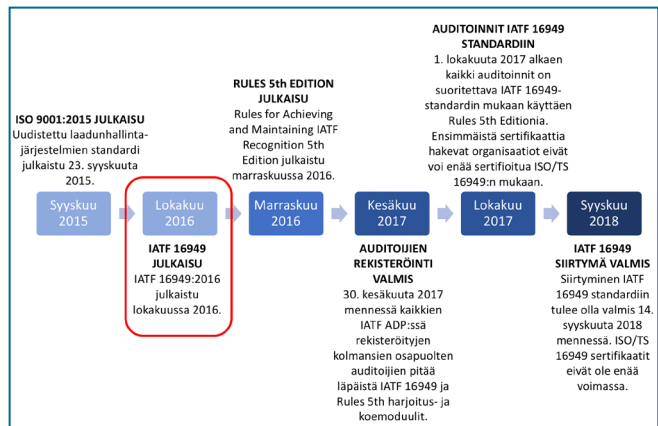 ISO 9001:2015 JULKAISU
Uudistettu laadunhallinta-
järjestelmien standardi
julkaistu 23. syyskuuta
2015.
Syyskuu
2015
Lokakuu
2016
IATF 16949
JULKAISU
IATF 16949:2016
julkaistu
lokakuussa 2016.
RULES 5th EDITION
JULKAISU
Rules for Achieving
and Maintaining IATF
Recognition 5th
Edition julkaistu
marraskuussa 2016.
Marraskuu
2016
Kesäkuu
2017
AUDITOIJIEN
REKISTERÖINTI
VALMIS
30. kesäkuuta 2017
mennessä kaikkien
IATF ADP:ssä
rekisteröityjen
kolmansien osapuolten
auditoijien pitää
läpäistä IATF 16949 ja
Rules 5th harjoitus- ja
koemoduulit.
AUDITOINNIT IATF 16949
STANDARDIIN
1. lokakuuta 2017 alkaen
kaikki auditoinnit on
suoritettava IATF 16949-
standardin mukaan käyttäen
Rules 5th Editionia.
Ensimmäistä sertifikaattia
hakevat organisaatiot eivät
voi enää sertifioitua ISO/TS
16949:n mukaan.
Lokakuu
2017
Syyskuu
2018
IATF 16949
SIIRTYMÄ VALMIS
Siirtyminen IATF
16949 standardiin
tulee olla valmis 14.
syyskuuta 2018
mennessä. ISO/TS
16949 sertifikaatit
eivät ole enää
voimassa.